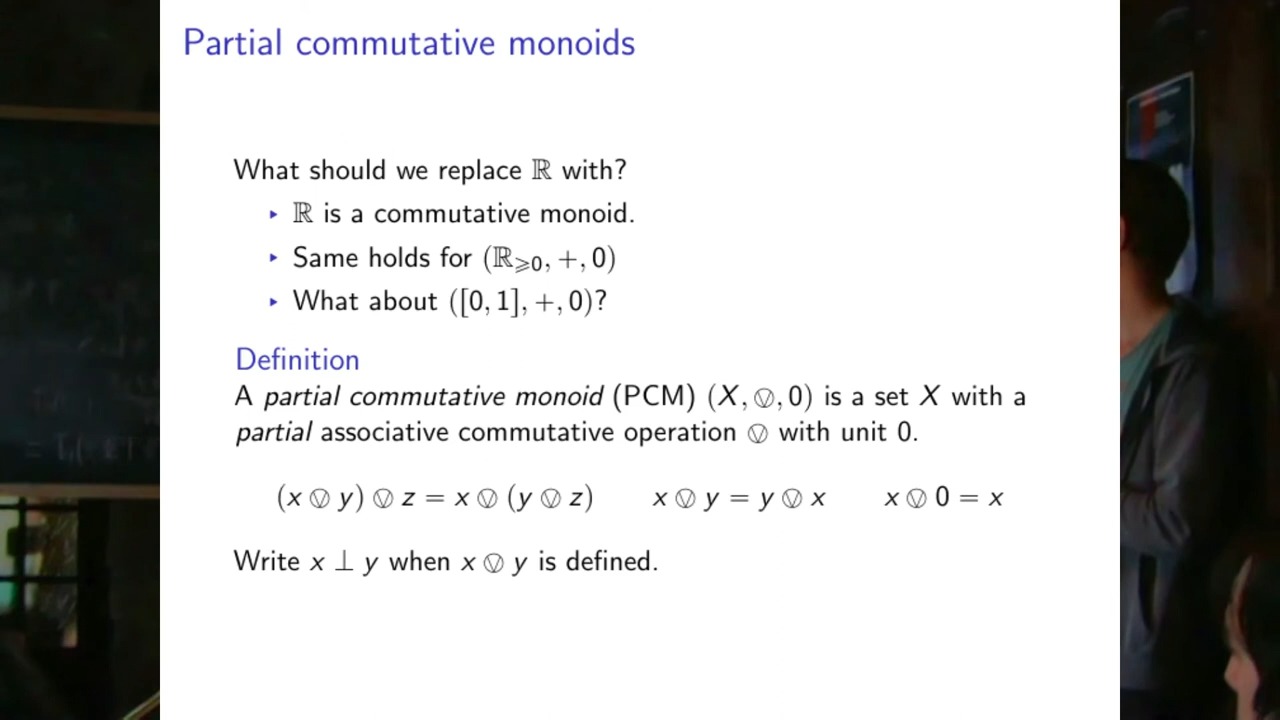 Partial commutative monoids
What should we replace ℝ with?
▸ ℝ is a commutative monoid.
▸ Same holds for (ℝ⩾0, +, 0)
▸ What about ([0, 1], +, 0)?
Definition
A partial commutative monoid (PCM) (X, ⦼, 0) is a set X with a
partial associative commutative operation ⦼ with unit 0.
(x ⦼ y) ⦼ z = x ⦼ (y ⦼ z) x ⦼ y = y ⦼ x x ⦼ 0 = x
Write x ⊥ y when x ⦼ y is defined.